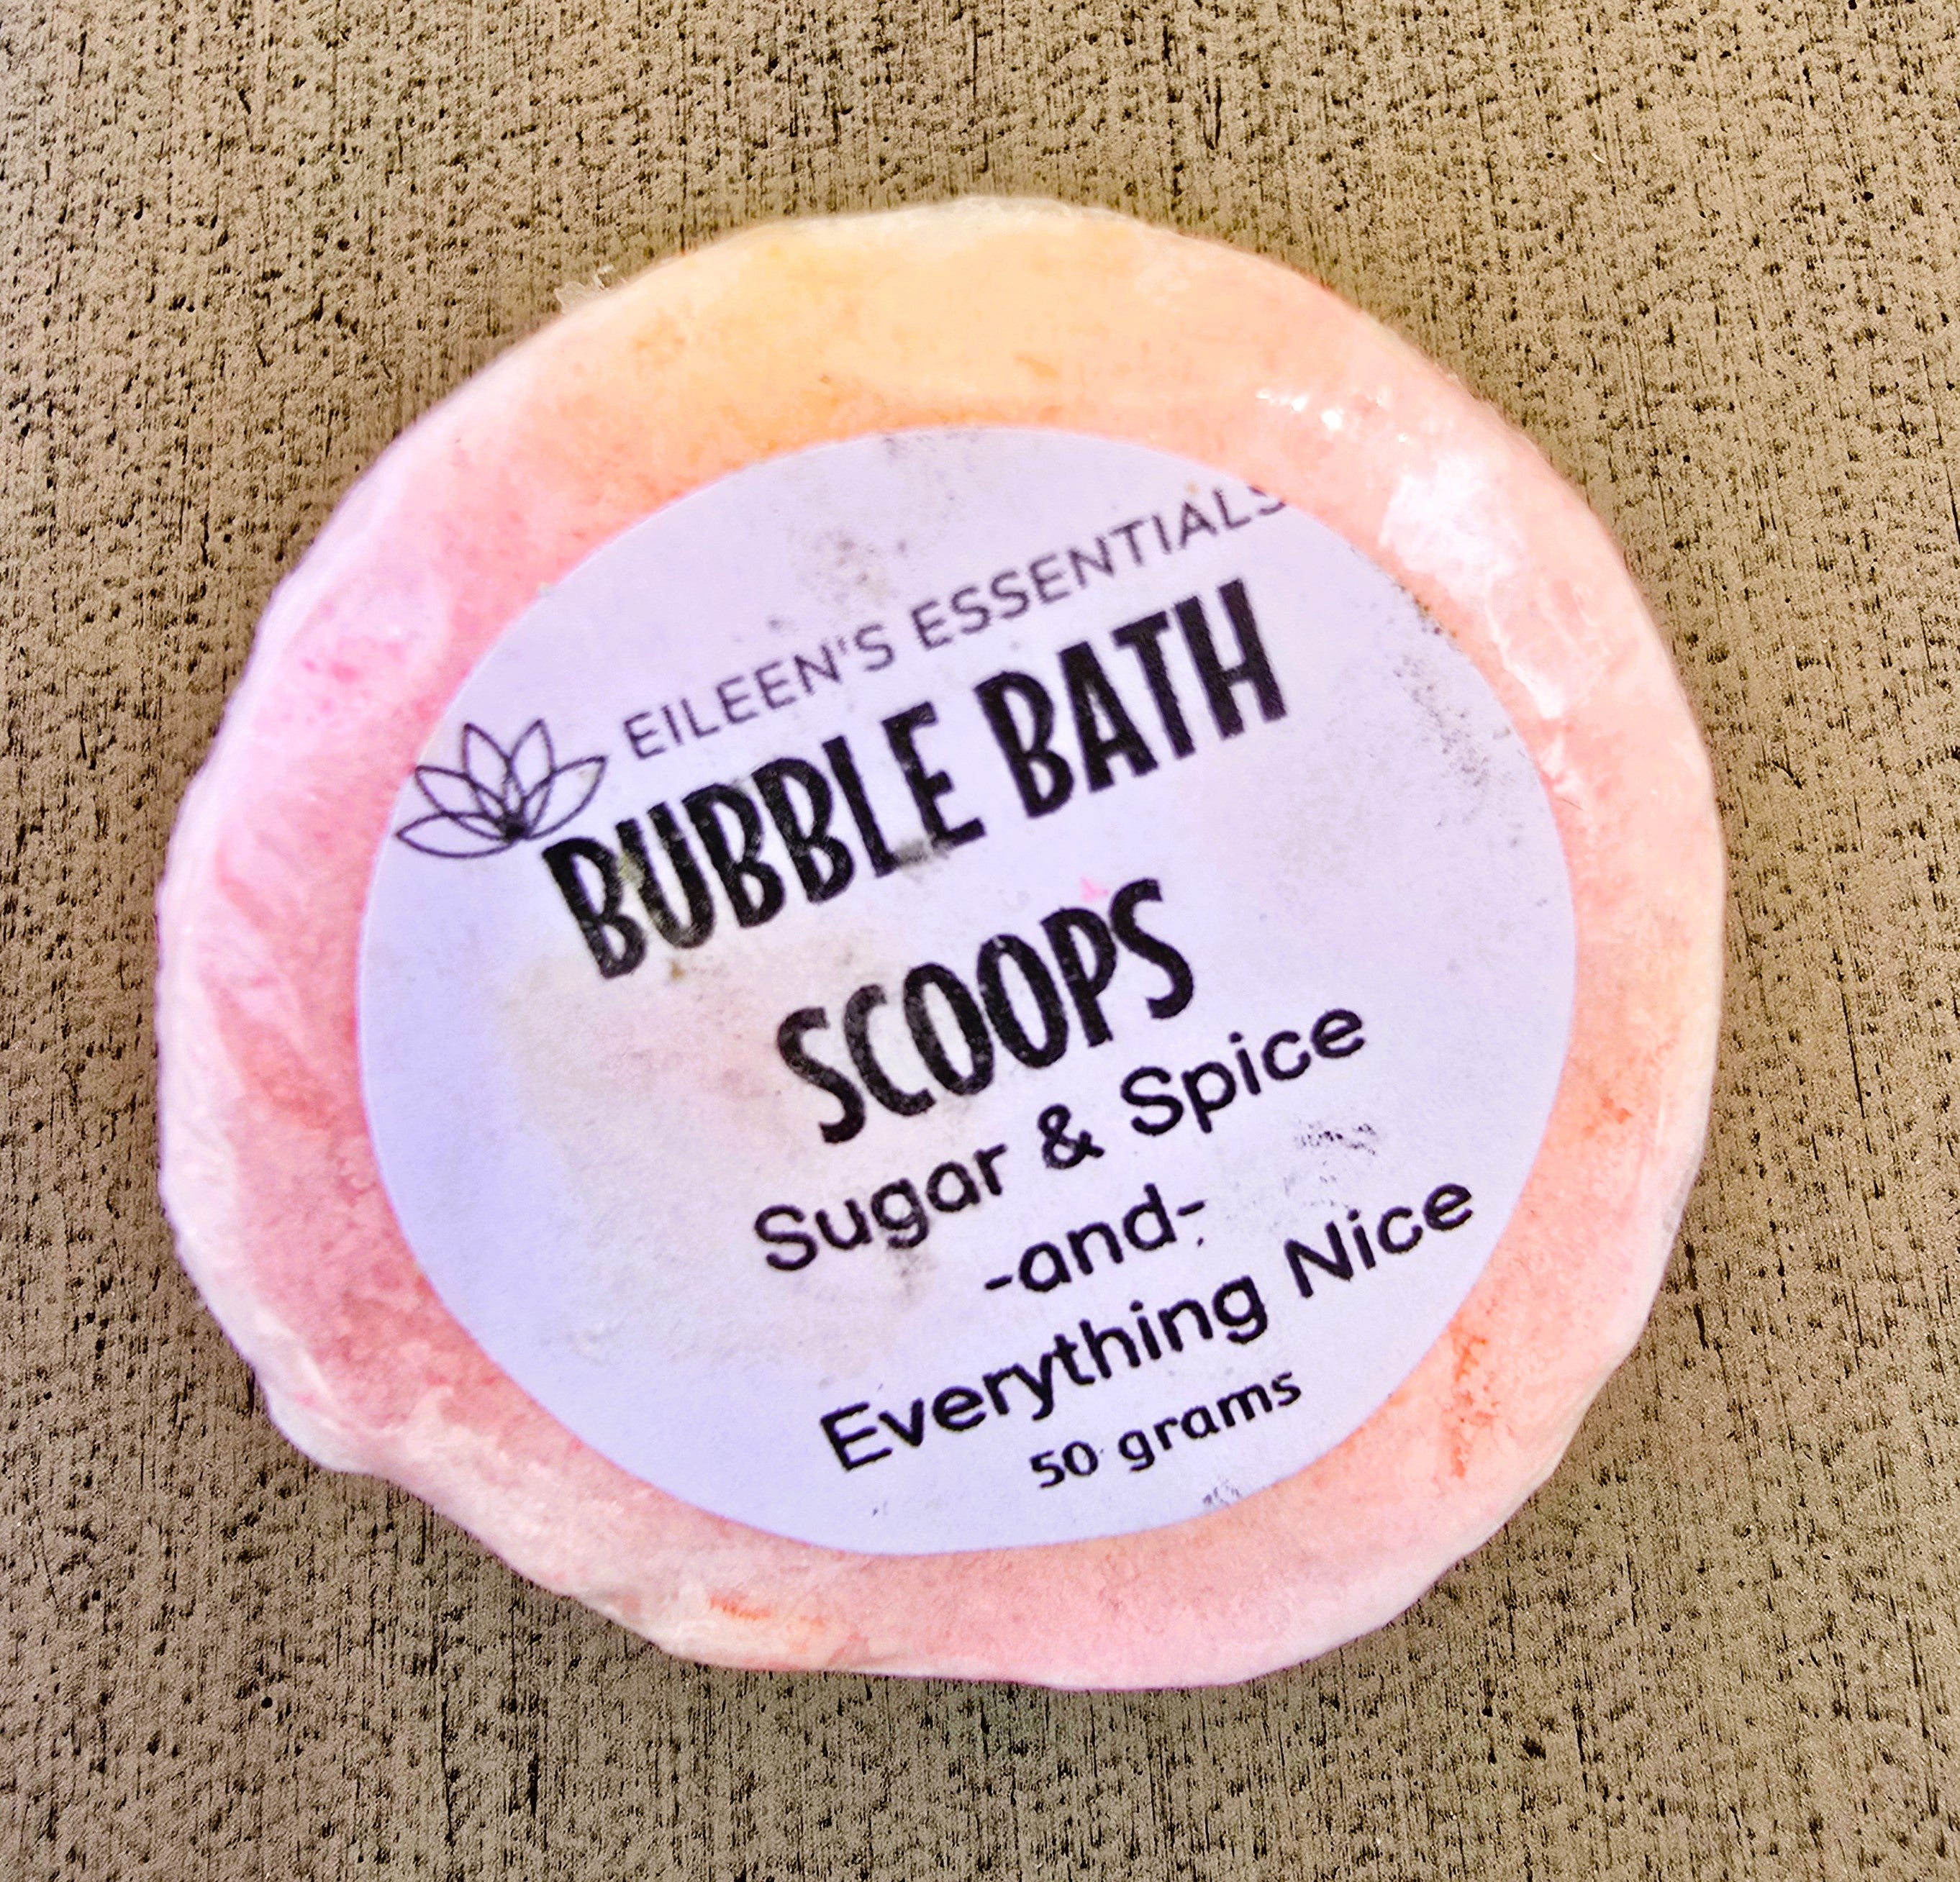 EILEEN'S ESSENTIALS
BUBBLE BATH
SCOOPS
Sugar & Spice
-and-
Everything Nice
50 grams